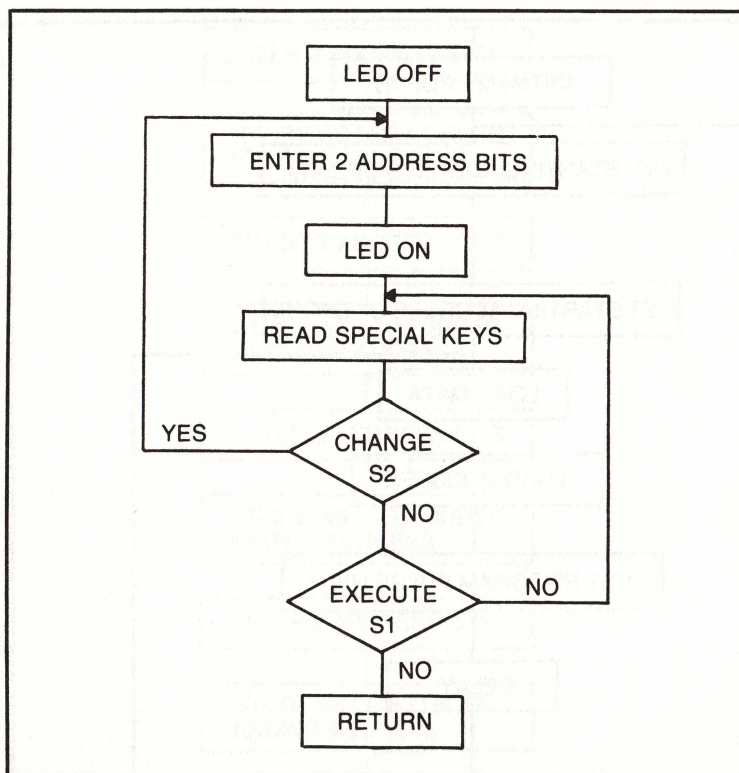 LED OFF
ENTER 2 ADDRESS BITS
LED ON
READ SPECIAL KEYS
YES
CHANGE
S2
NO
EXECUTE
S1
NO
NO
RETURN